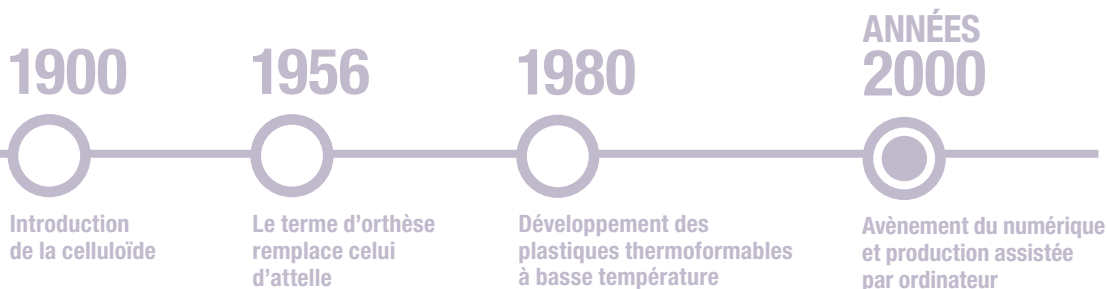 1900
Introduction
de la celluloïde
1956
Le terme d’orthèse
remplace celui
d’attelle
1980
Développement des
plastiques thermoformables
à basse température
ANNÉES
2000
Avènement du numérique
et production assistée
par ordinateur